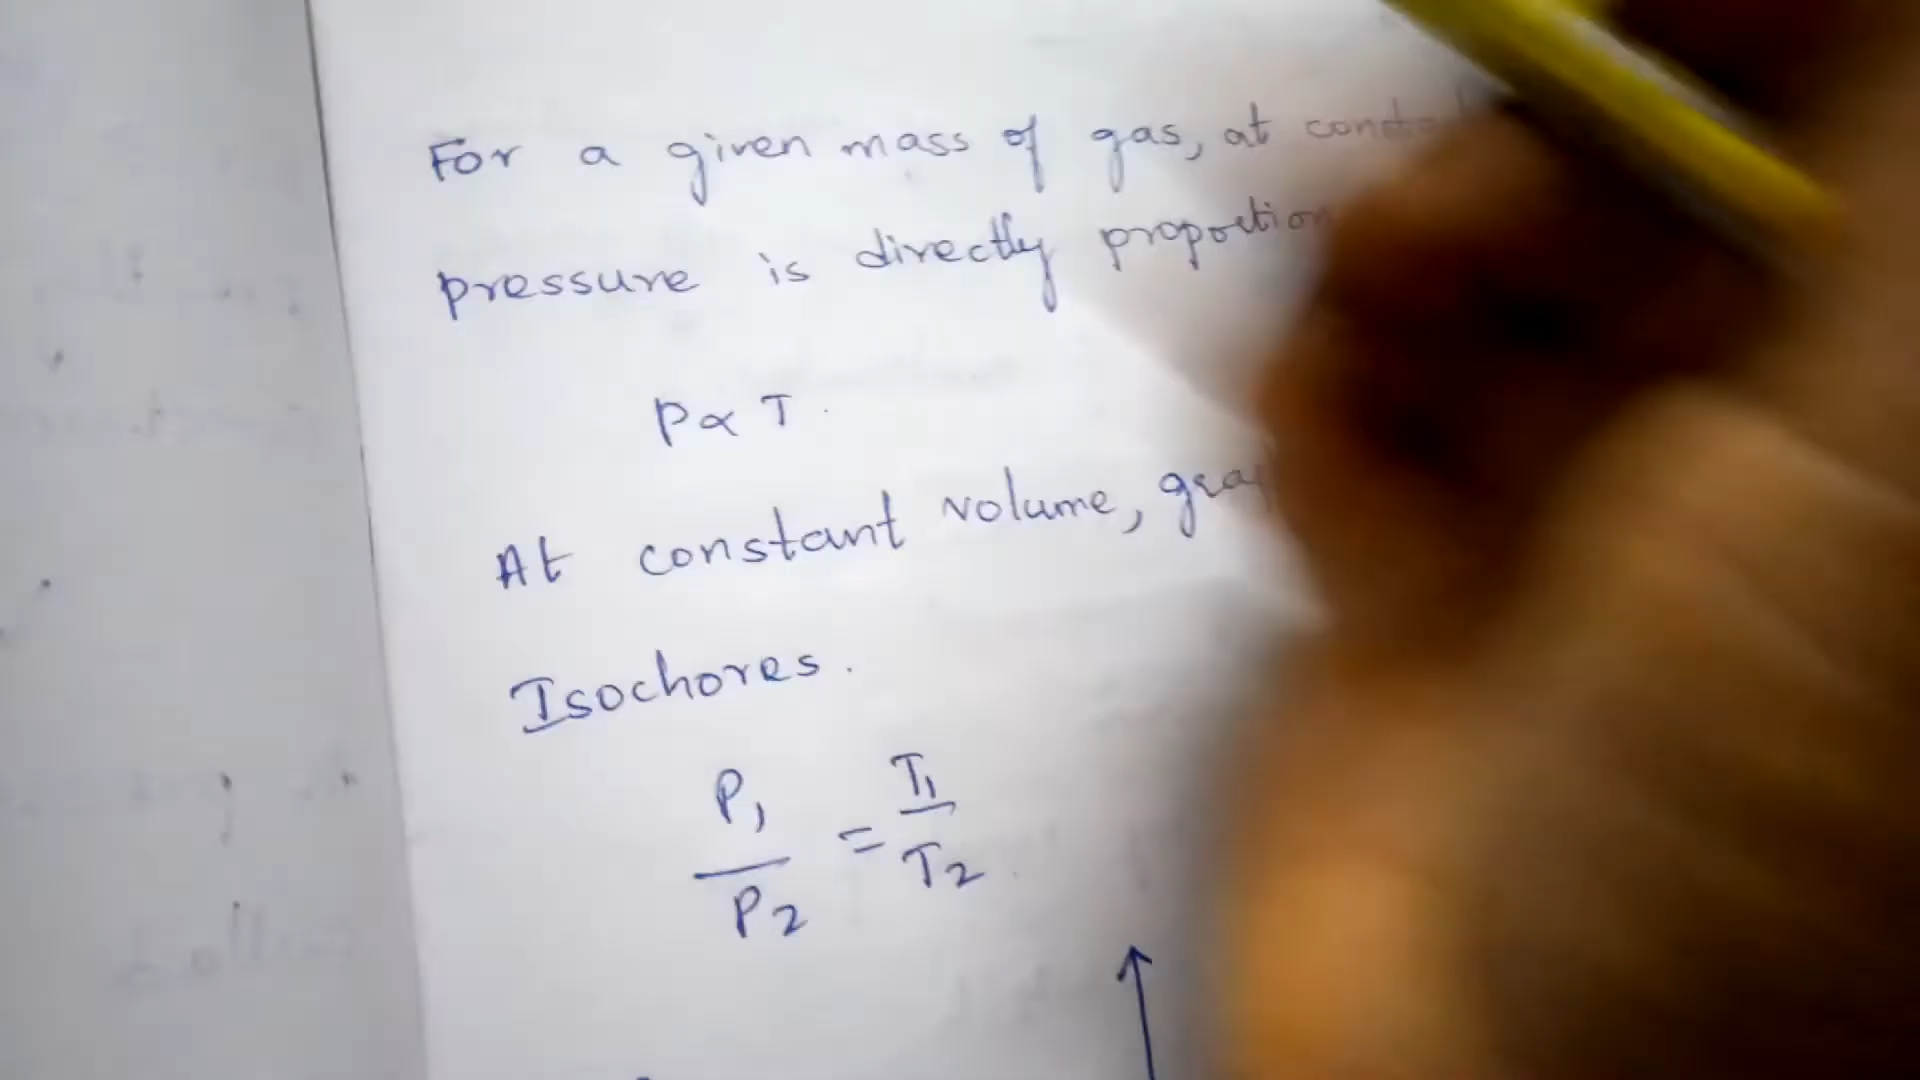 For a given mass of gas, at
pressure is directly
P ∝ T.
At constant volume,
Isochores.
P₁/P₂ = T₁/T₂